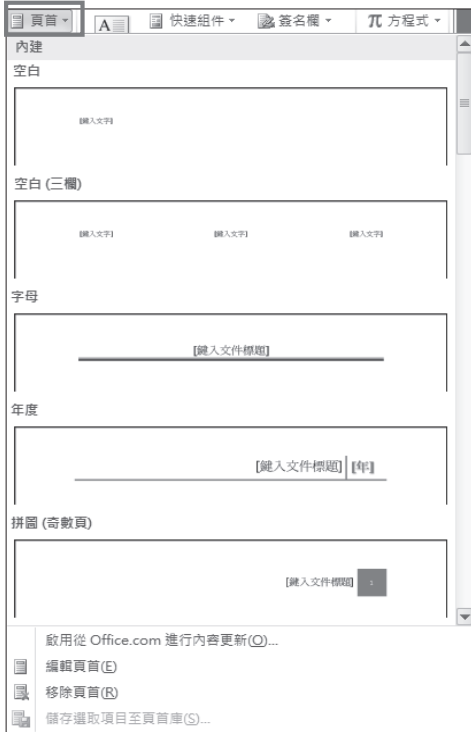 頁首 A 快速組件 簽名欄 π 方程式
內建
空白
[鍵入文字]
空白 (三欄)
[鍵入文字] [鍵入文字] [鍵入文字]
字母
[鍵入文件標題]
年度
[鍵入文件標題] [年]
拼圖 (奇數頁)
[鍵入文件標題] 1
啟用從 Office.com 進行內容更新(O)...
編輯頁首(E)
移除頁首(R)
儲存選取項目至頁首庫(S)...